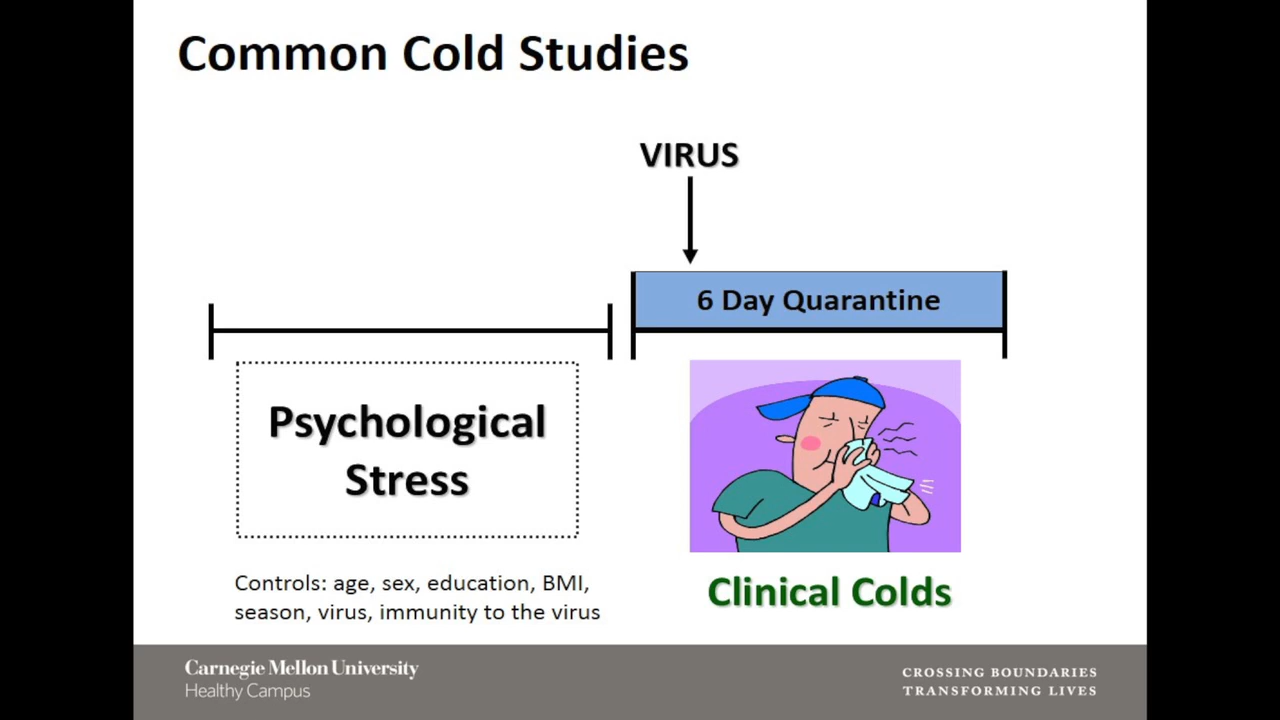 Common Cold Studies
VIRUS
6 Day Quarantine
Psychological
Stress
Controls: age, sex, education, BMI,
season, virus, immunity to the virus
Clinical Colds
Carnegie Mellon University
Healthy Campus
CROSSING BOUNDARIES
TRANSFORMING LIVES